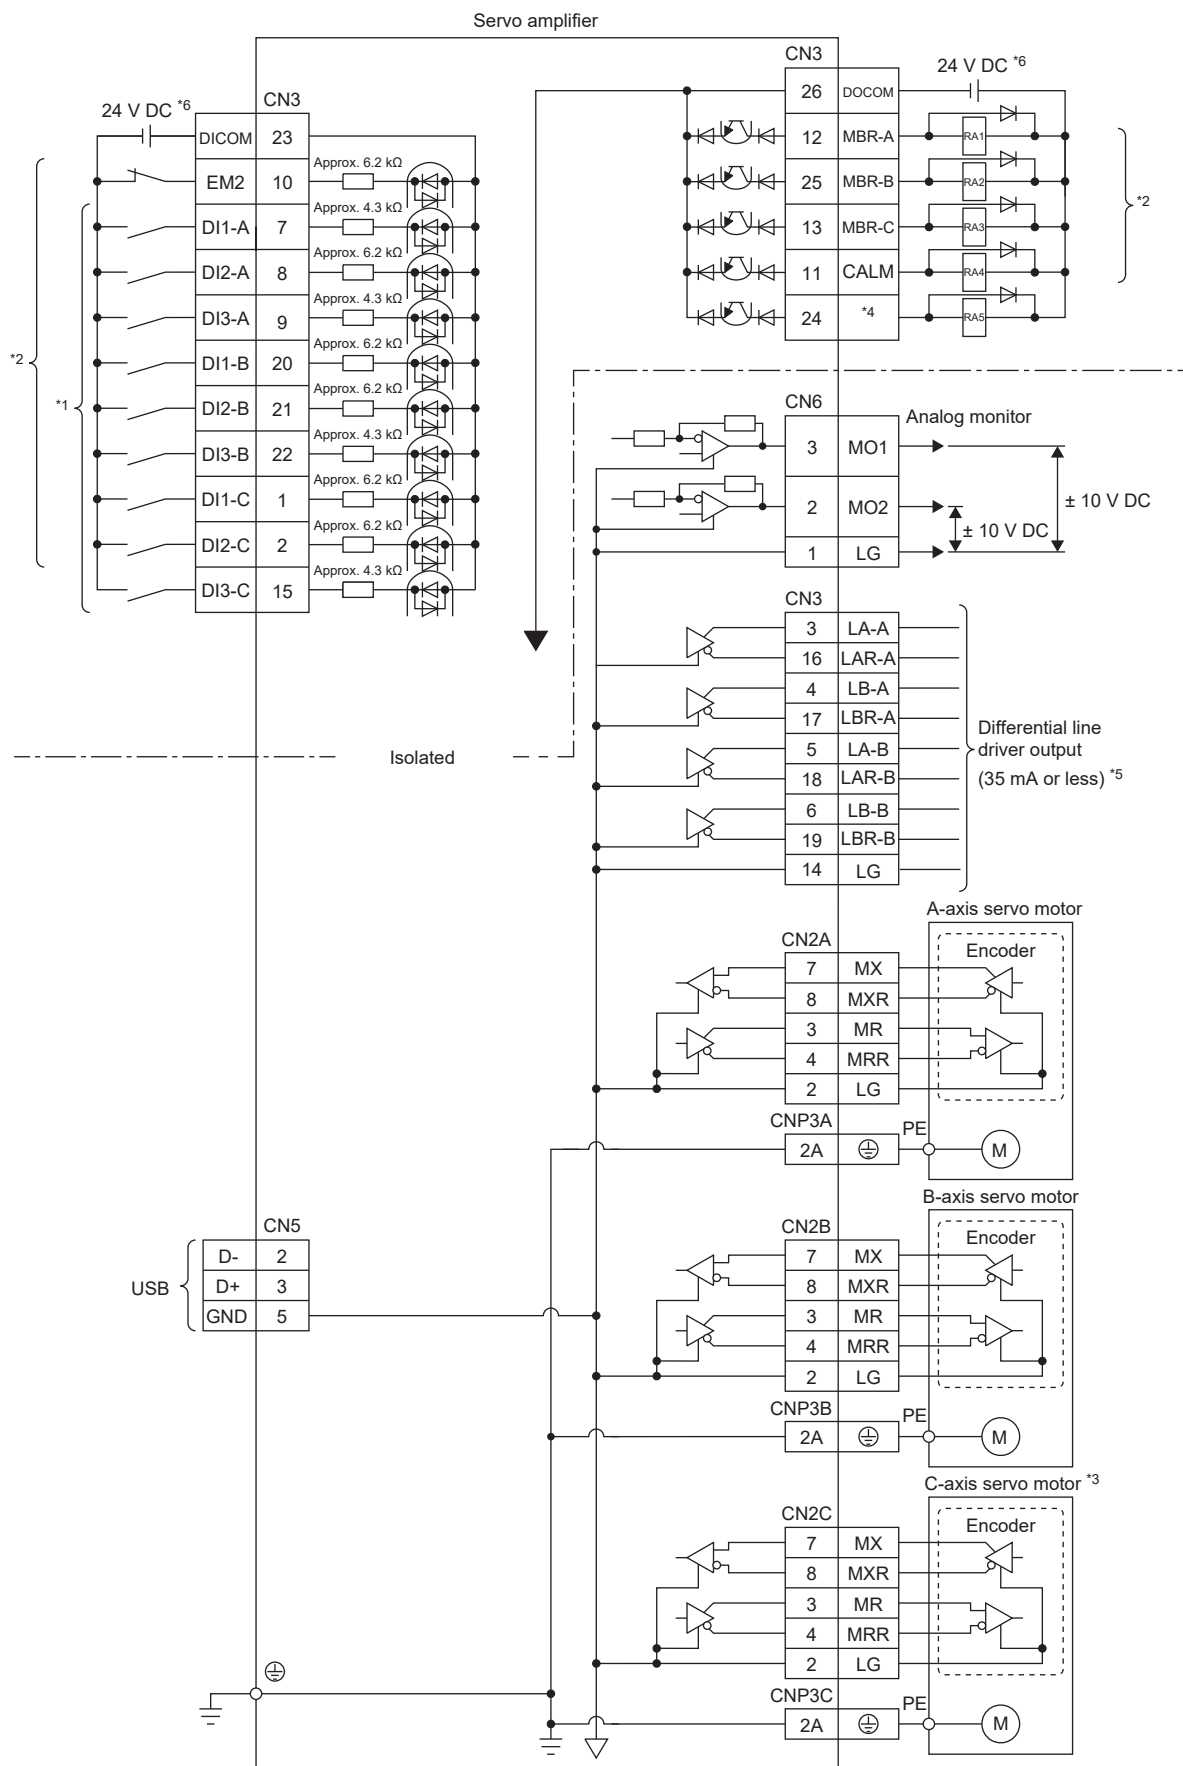 Servo amplifier
24 V DC *6
CN3
DICOM 23
EM2 10 Approx. 6.2 kΩ
DI1-A 7 Approx. 4.3 kΩ
DI2-A 8 Approx. 6.2 kΩ
DI3-A 9 Approx. 4.3 kΩ
DI1-B 20 Approx. 6.2 kΩ
DI2-B 21 Approx. 6.2 kΩ
DI3-B 22 Approx. 4.3 kΩ
DI1-C 1 Approx. 6.2 kΩ
DI2-C 2 Approx. 6.2 kΩ
DI3-C 15 Approx. 4.3 kΩ
*2
*1
CN3
24 V DC *6
26 DOCOM
12 MBR-A RA1
25 MBR-B RA2
13 MBR-C RA3
11 CALM RA4
24 *4 RA5
*2
CN6
Analog monitor
3 MO1
2 MO2
1 LG
± 10 V DC
± 10 V DC
CN3
3 LA-A
16 LAR-A
4 LB-A
17 LBR-A
5 LA-B
18 LAR-B
6 LB-B
19 LBR-B
14 LG
Differential line
driver output
(35 mA or less) *5
Isolated
A-axis servo motor
CN2A
Encoder
7 MX
8 MXR
3 MR
4 MRR
2 LG
CNP3A
2A
PE
M
B-axis servo motor
CN5
D- 2
D+ 3
GND 5
USB
CN2B
Encoder
7 MX
8 MXR
3 MR
4 MRR
2 LG
CNP3B
2A
PE
M
C-axis servo motor *3
CN2C
Encoder
7 MX
8 MXR
3 MR
4 MRR
2 LG
CNP3C
2A
PE
M